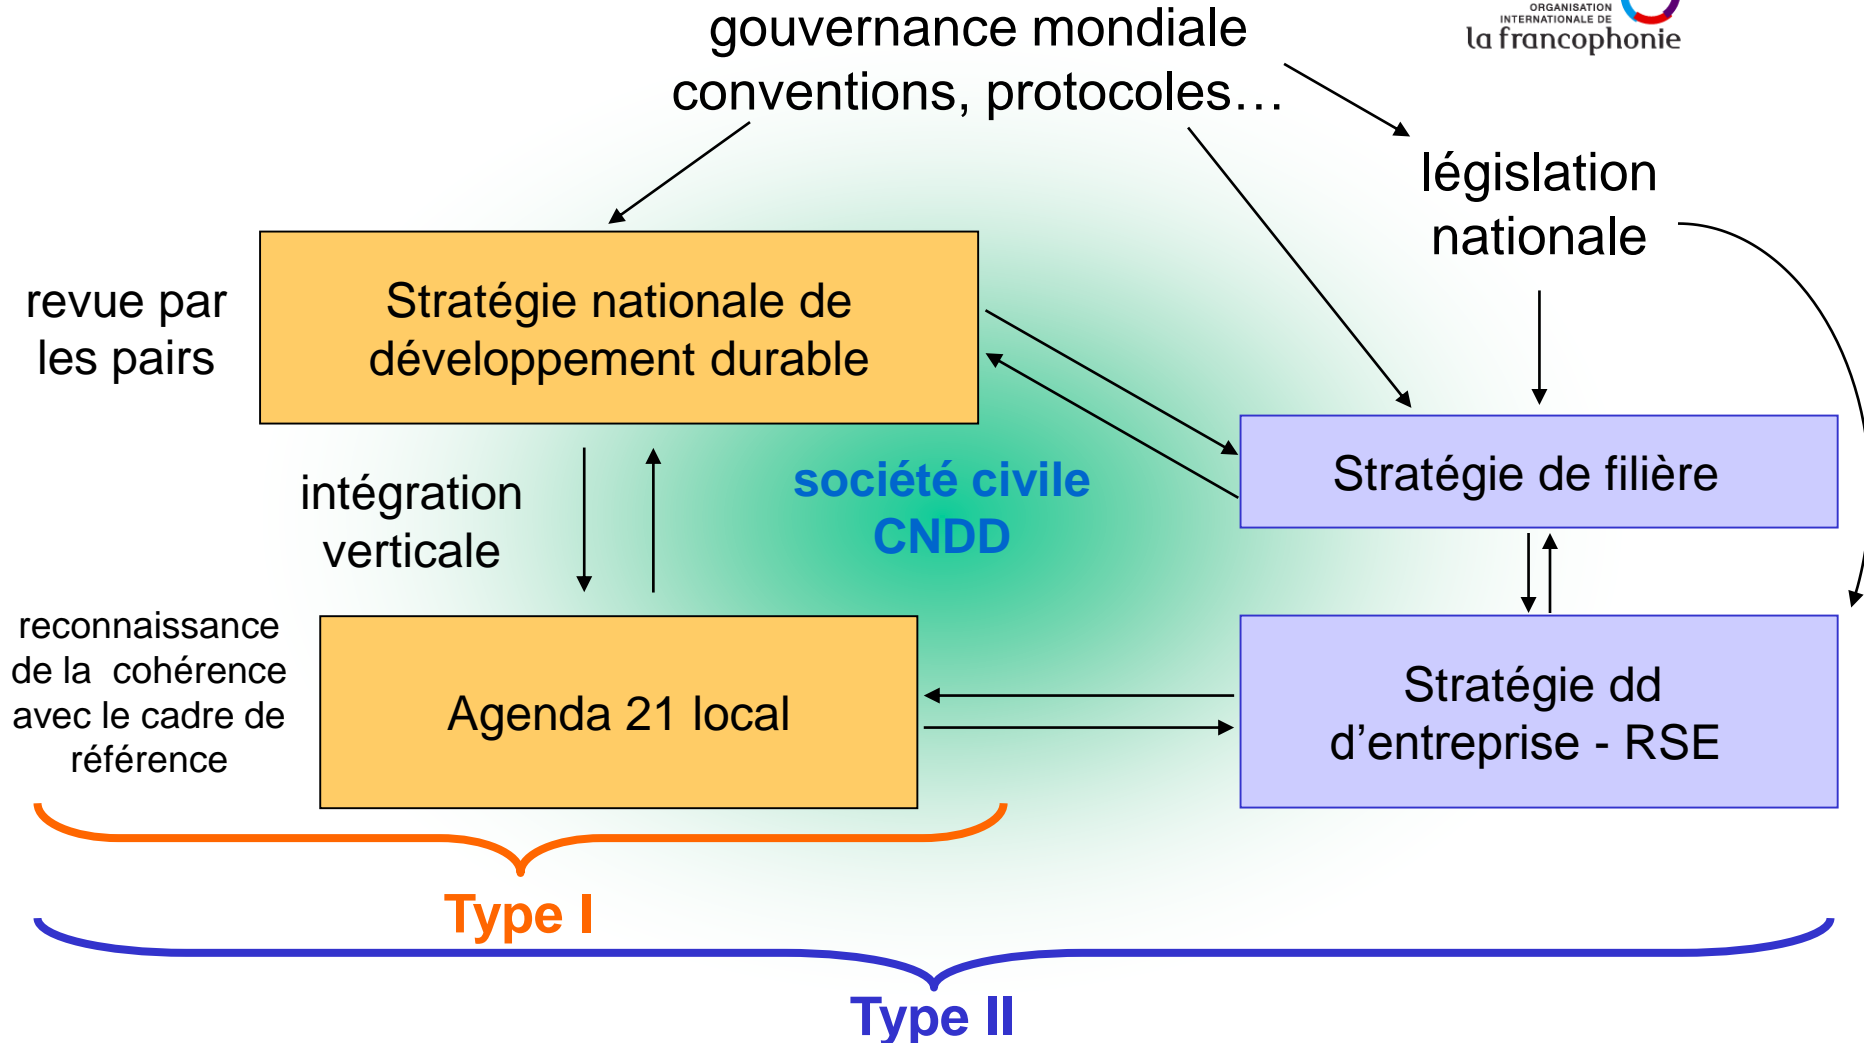 ORGANISATION
INTERNATIONALE DE
la francophonie
gouvernance mondiale
conventions, protocoles…
législation
nationale
revue par
les pairs
Stratégie nationale de
développement durable
Stratégie de filière
société civile
CNDD
intégration
verticale
reconnaissance
de la cohérence
avec le cadre de
référence
Agenda 21 local
Stratégie dd
d’entreprise - RSE
Type I
Type II